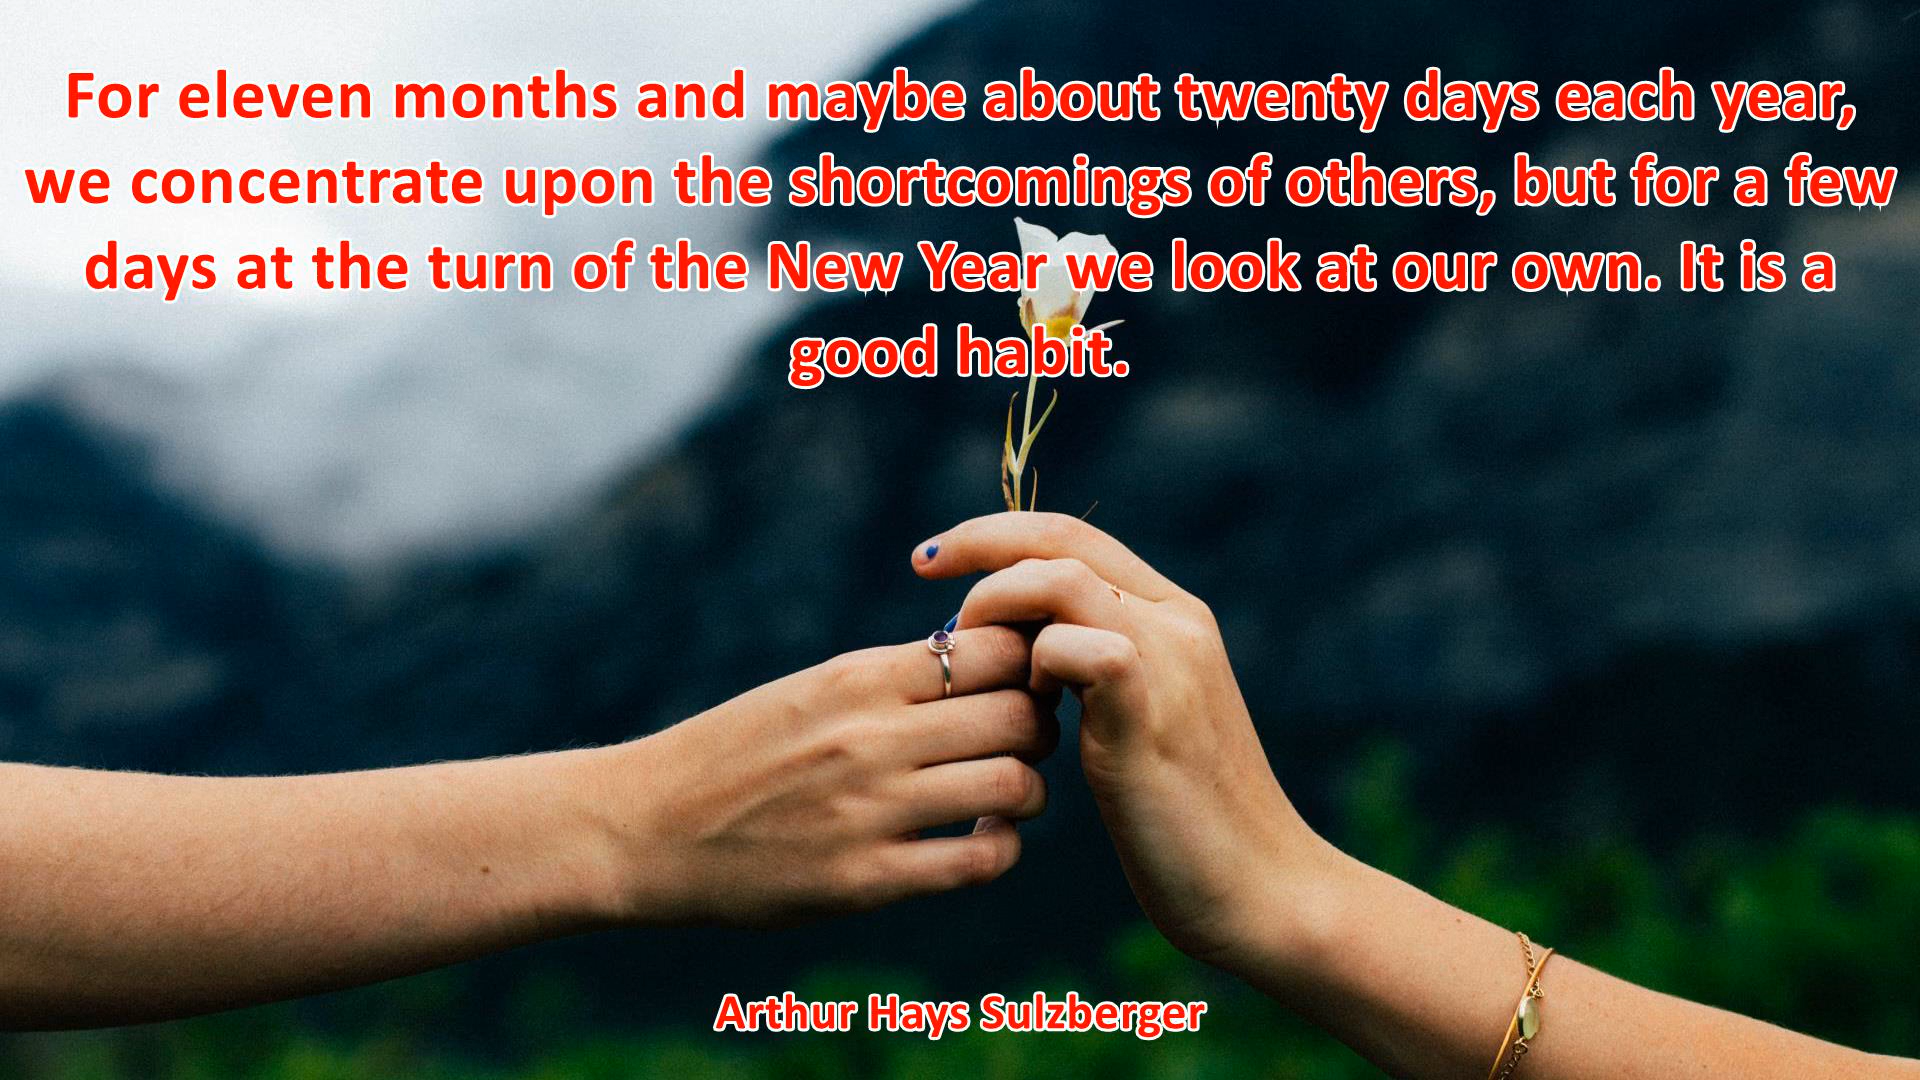 For eleven months and maybe about twenty days each year,
we concentrate upon the shortcomings of others, but for a few
days at the turn of the New Year we look at our own. It is a
good habit.
Arthur Hays Sulzberger